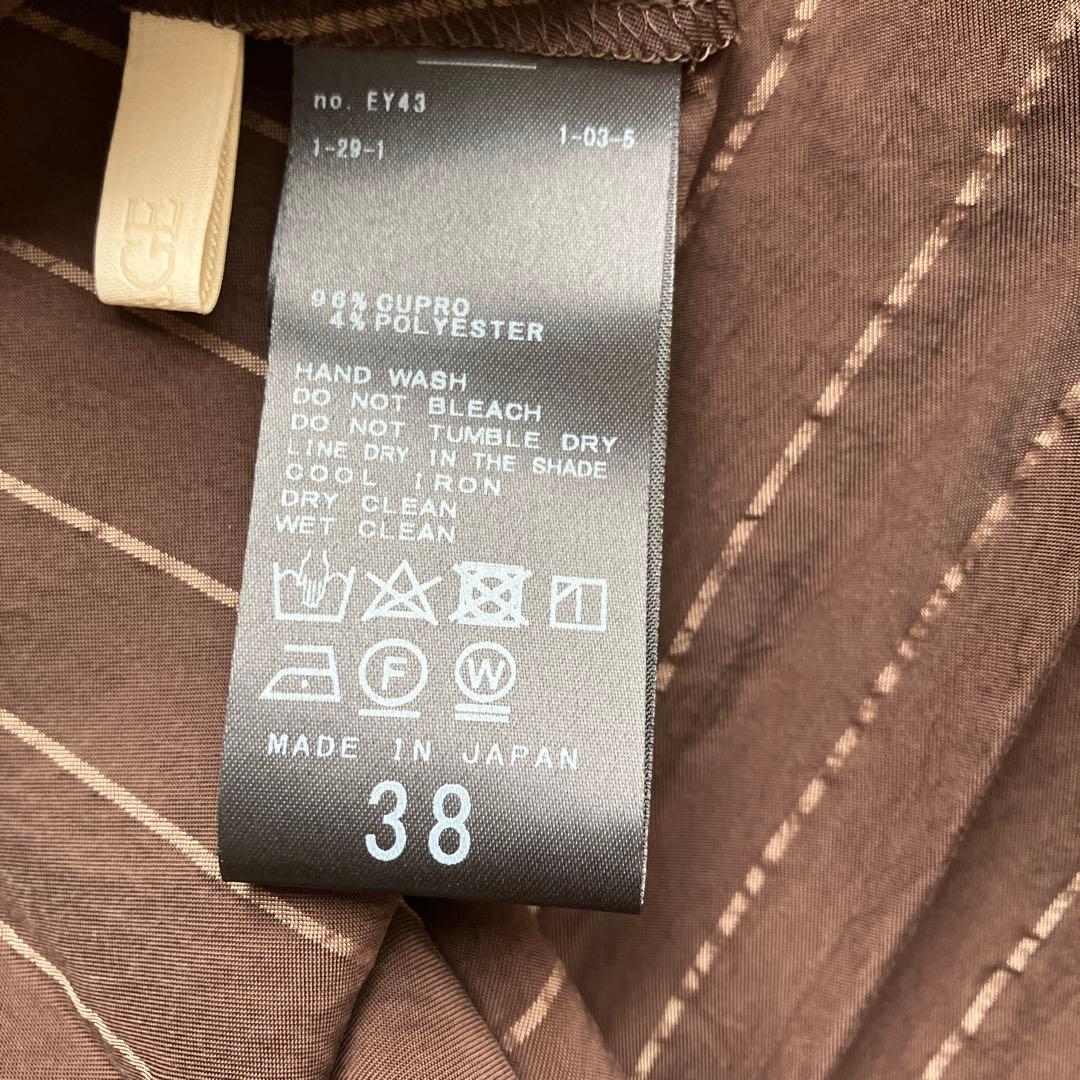 no. EY43
1-29-1 1-03-5
96% CUPRO
4% POLYESTER
HAND WASH
DO NOT BLEACH
DO NOT TUMBLE DRY
LINE DRY IN THE SHADE
COOL IRON
DRY CLEAN
WET CLEAN
F W
MADE IN JAPAN
38